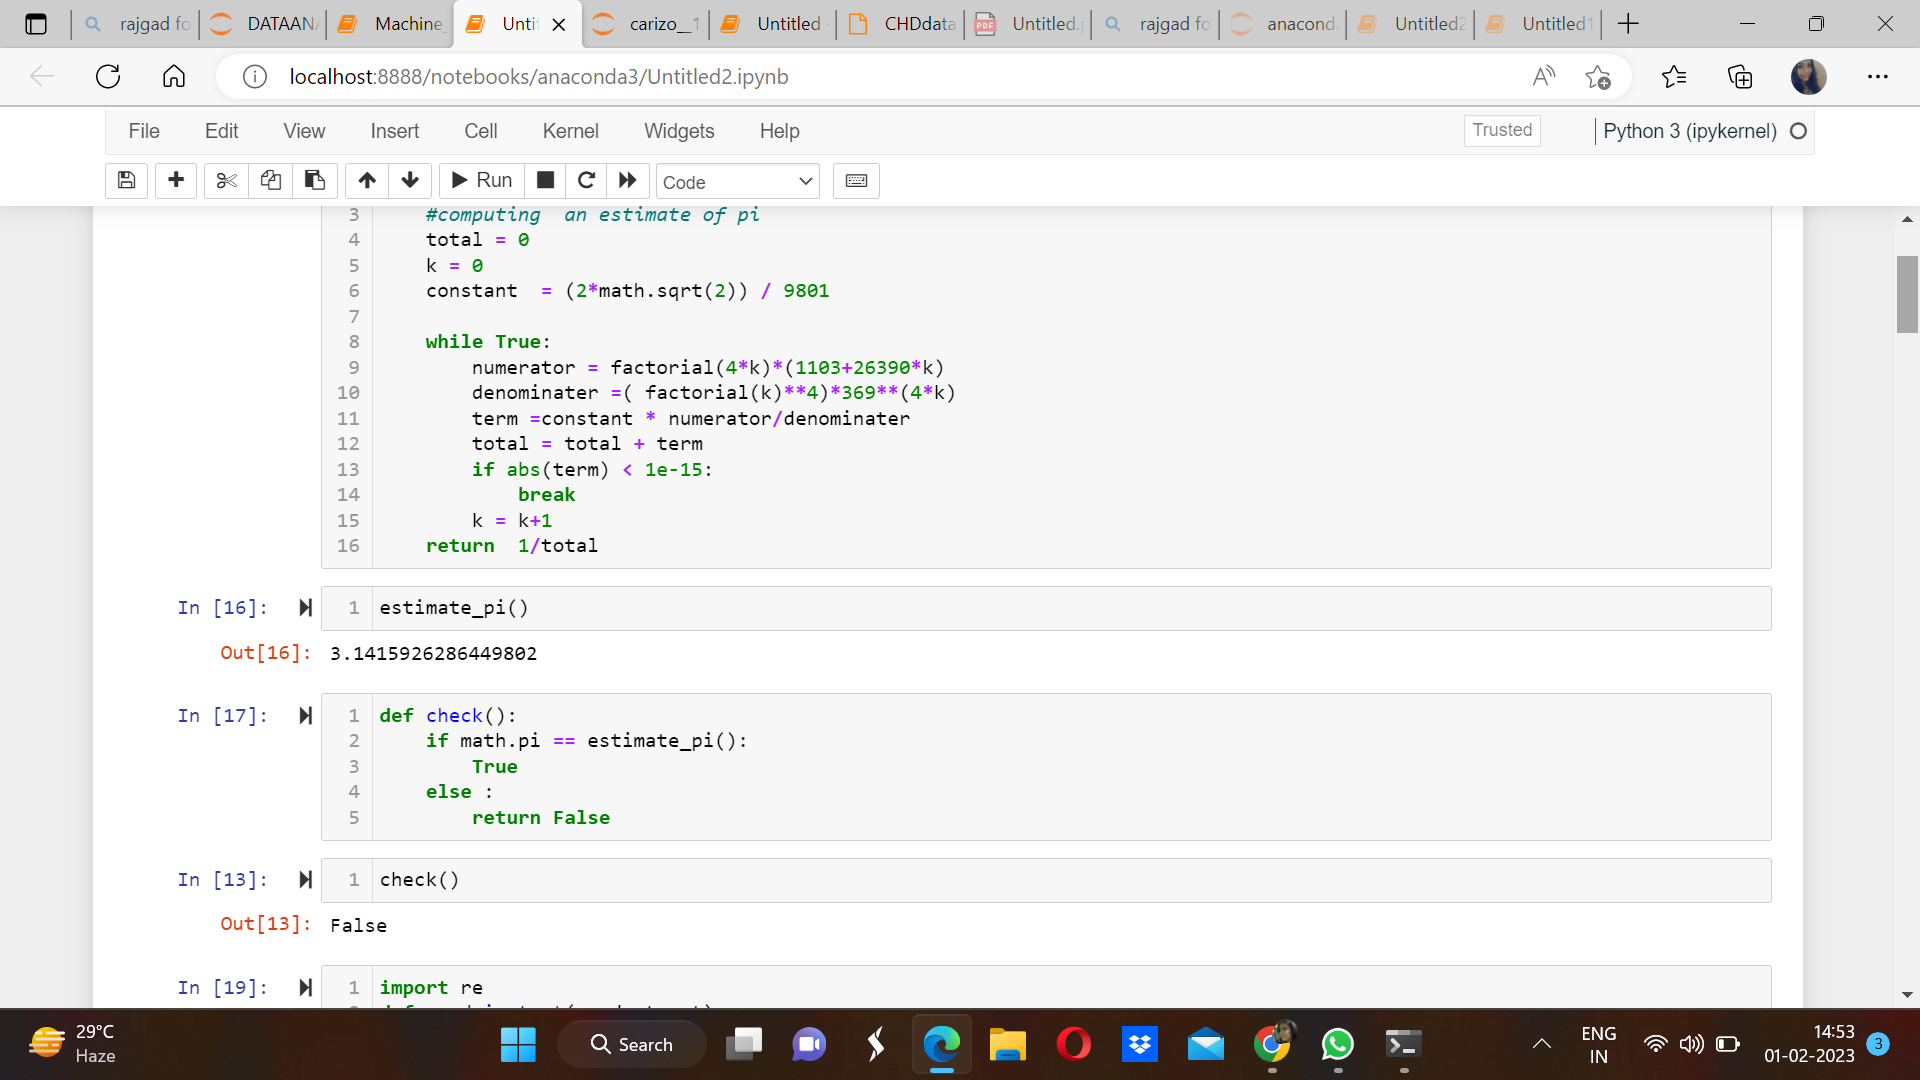 rajgad fo
DATAANA
Machine_
Unti
carizo__1
Untitled
CHDdata
Untitled.
rajgad fo
anaconda
Untitled2
Untitled1
localhost:8888/notebooks/anaconda3/Untitled2.ipynb
File Edit View Insert Cell Kernel Widgets Help
Trusted
Python 3 (ipykernel)
Run
Code
3 #computing  an estimate of pi
4 total = 0
5 k = 0
6 constant  = (2*math.sqrt(2)) / 9801
7
8 while True:
9 numerator = factorial(4*k)*(1103+26390*k)
10 denominater =( factorial(k)**4)*369**(4*k)
11 term =constant * numerator/denominater
12 total = total + term
13 if abs(term) < 1e-15:
14 break
15 k = k+1
16 return  1/total
In [16]: 1 estimate_pi()
Out[16]: 3.1415926286449802
In [17]: 1 def check():
2 if math.pi == estimate_pi():
3 True
4 else :
5 return False
In [13]: 1 check()
Out[13]: False
In [19]: 1 import re
29°C
Haze
Search
ENG
IN
14:53
01-02-2023
3